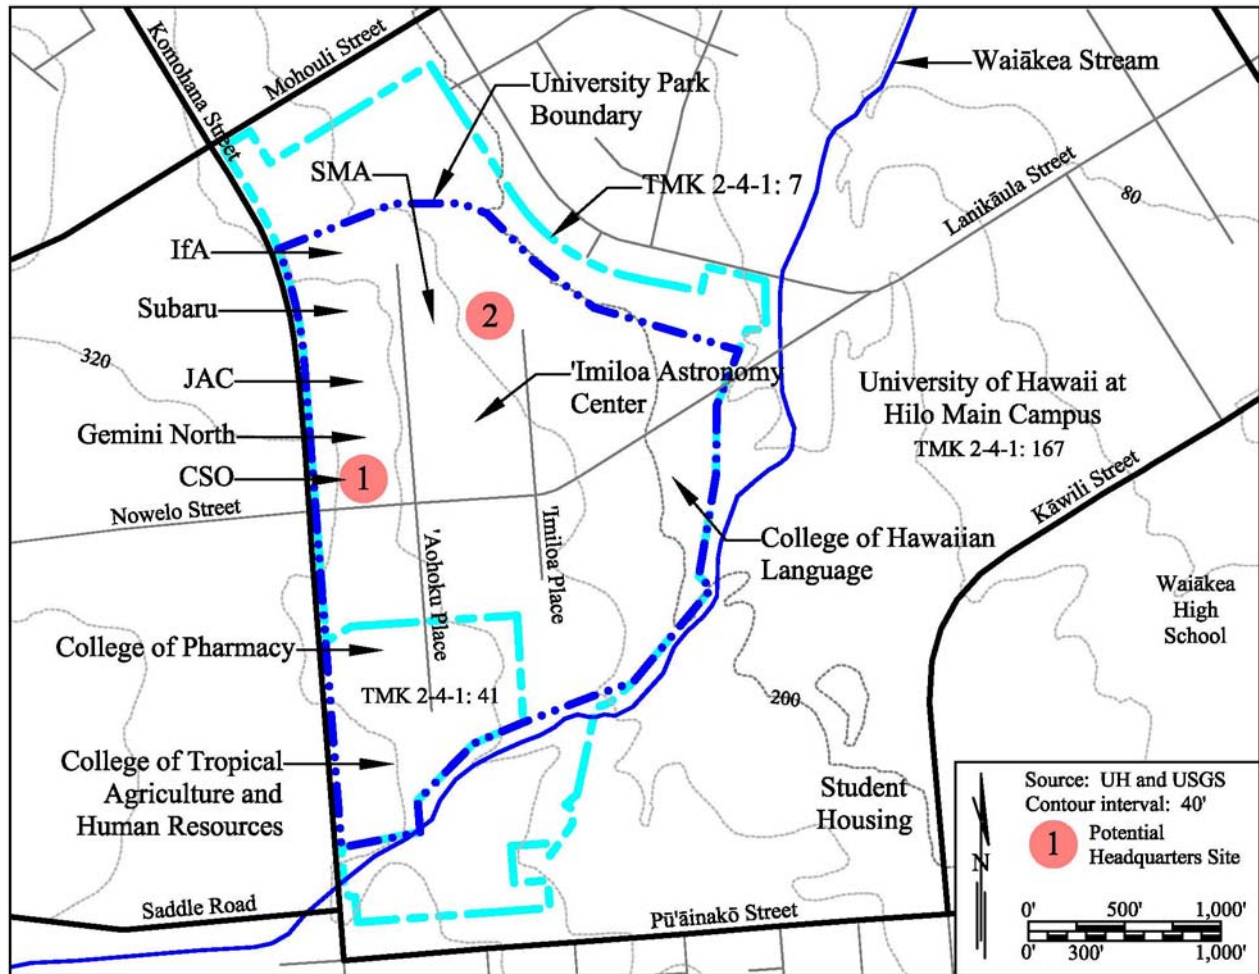 Komohana Street
Mohouli Street
University Park
Boundary
Waiākea Stream
SMA
TMK 2-4-1: 7
Lanikāula Street
80
IfA
Subaru
2
320
JAC
'Imiloa Astronomy
Center
University of Hawaii at
Hilo Main Campus
TMK 2-4-1: 167
Gemini North
CSO
1
Nowelo Street
Kāwili Street
'Aohoku Place
'Imiloa Place
College of Hawaiian
Language
Waiākea
High
School
College of Pharmacy
TMK 2-4-1: 41
200
College of Tropical
Agriculture and
Human Resources
Student
Housing
Saddle Road
Pū'āinakō Street
Source: UH and USGS
Contour interval: 40'
1
Potential
Headquarters Site
N
0' 500' 1,000'
0' 300' 1,000'